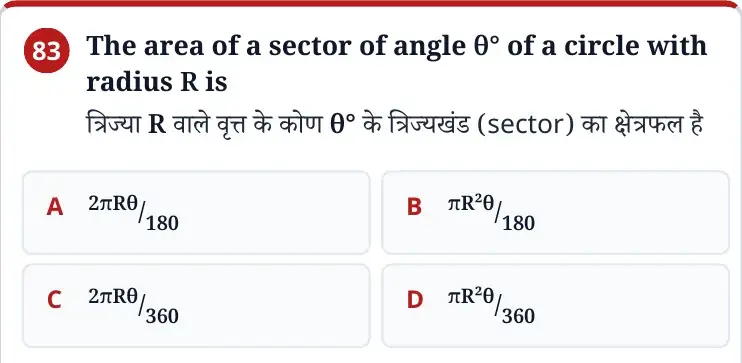 83 The area of a sector of angle θ° of a circle with
radius R is
त्रिज्या R वाले वृत्त के कोण θ° के त्रिज्यखंड (sector) का क्षेत्रफल है
A 2πRθ/180
B πR²θ/180
C 2πRθ/360
D πR²θ/360